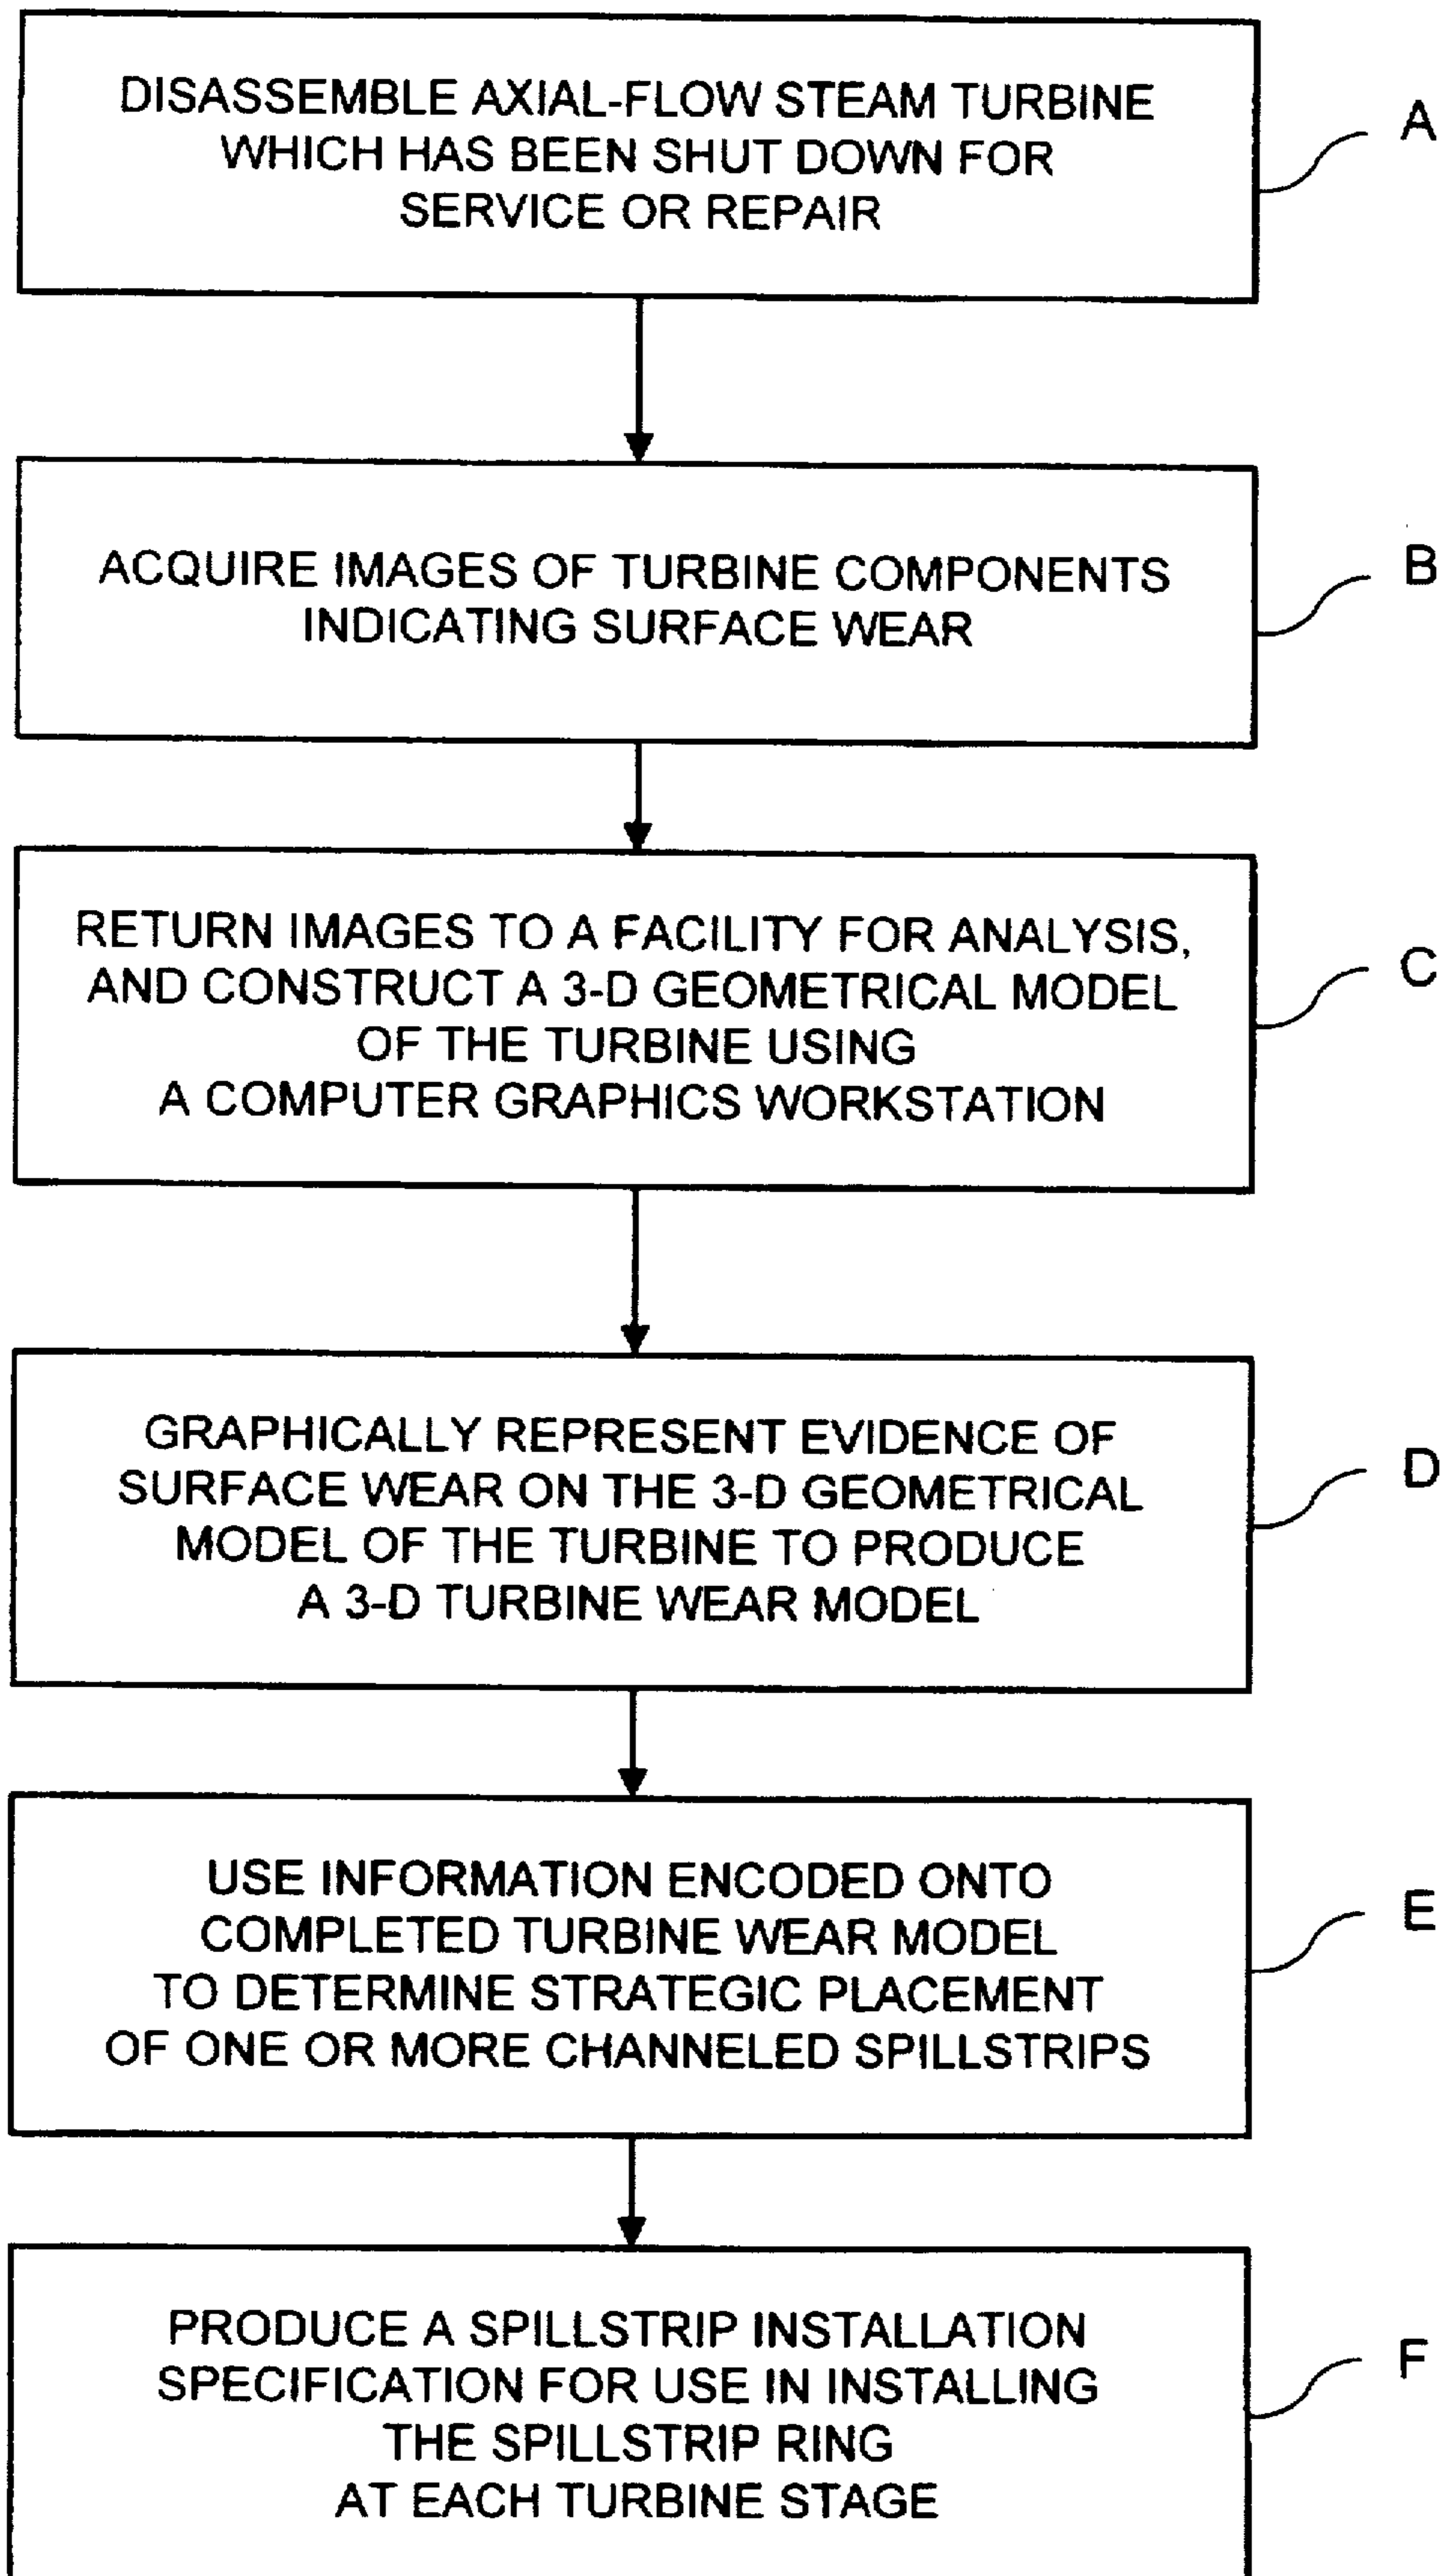 DISASSEMBLE AXIAL-FLOW STEAM TURBINE
WHICH HAS BEEN SHUT DOWN FOR
SERVICE OR REPAIR
A
ACQUIRE IMAGES OF TURBINE COMPONENTS
INDICATING SURFACE WEAR
B
RETURN IMAGES TO A FACILITY FOR ANALYSIS,
AND CONSTRUCT A 3-D GEOMETRICAL MODEL
OF THE TURBINE USING
A COMPUTER GRAPHICS WORKSTATION
C
GRAPHICALLY REPRESENT EVIDENCE OF
SURFACE WEAR ON THE 3-D GEOMETRICAL
MODEL OF THE TURBINE TO PRODUCE
A 3-D TURBINE WEAR MODEL
D
USE INFORMATION ENCODED ONTO
COMPLETED TURBINE WEAR MODEL
TO DETERMINE STRATEGIC PLACEMENT
OF ONE OR MORE CHANNELED SPILLSTRIPS
E
PRODUCE A SPILLSTRIP INSTALLATION
SPECIFICATION FOR USE IN INSTALLING
THE SPILLSTRIP RING
AT EACH TURBINE STAGE
F